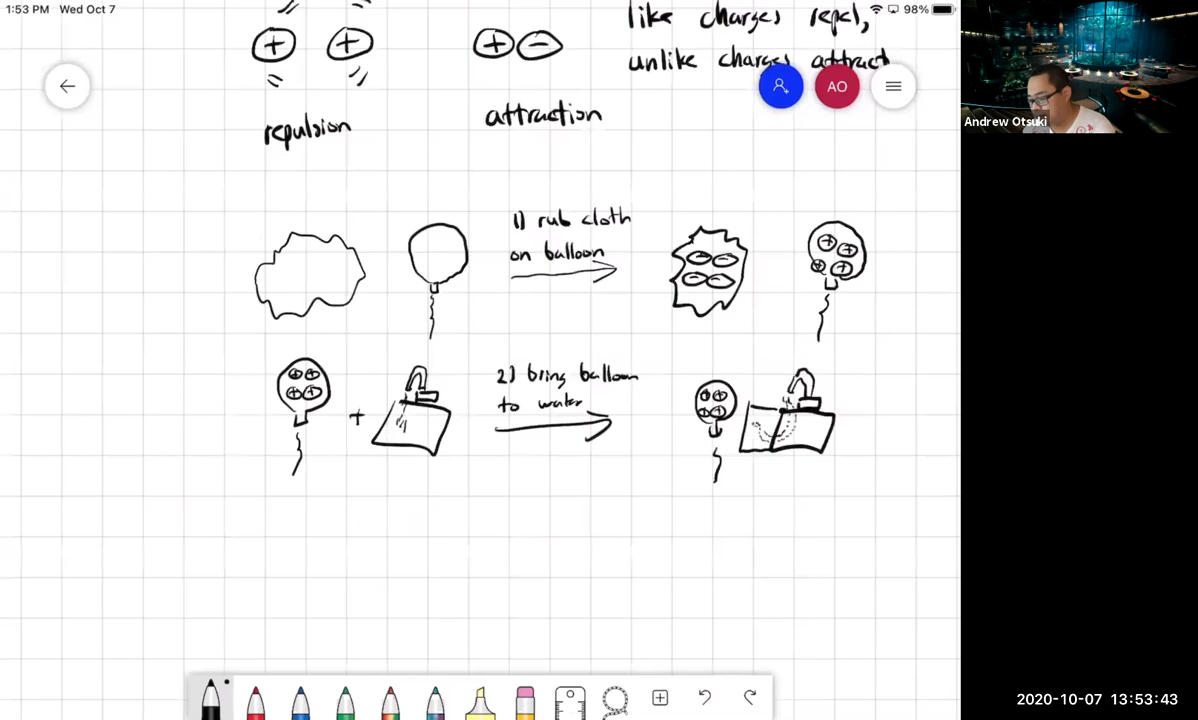 1:53 PM Wed Oct 7
98%
like charges repel,
unlike charges attract
AO
Andrew Otsuki
+ + + -
repulsion
attraction
1) rub cloth
on balloon
- - - -
+ + + +
+ + + +
+
2) bring balloon
to water
+ + + +
2020-10-07 13:53:43